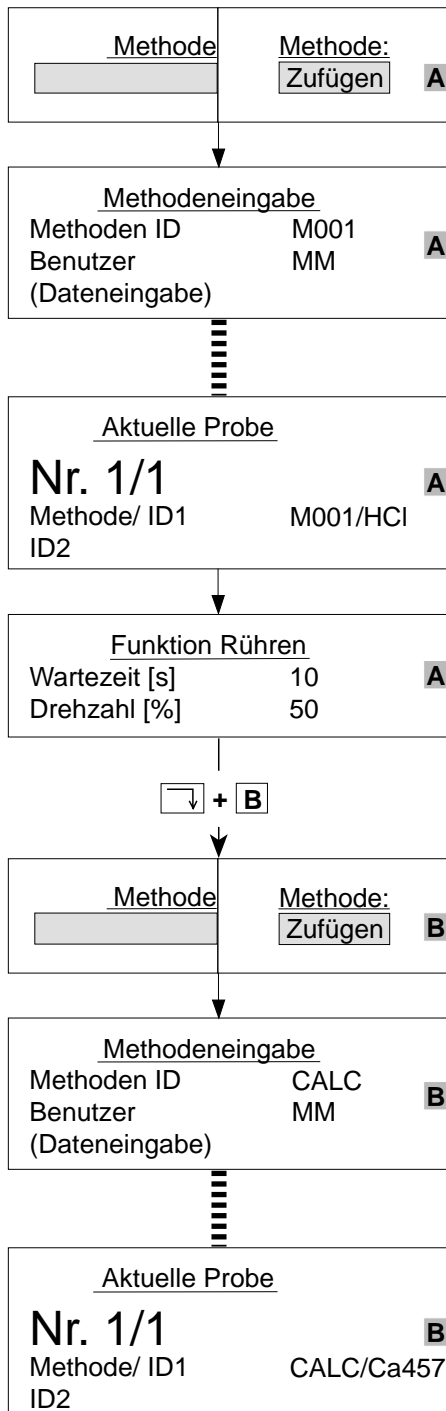 Methode Methode:
Zufügen A
Methodeneingabe
Methoden ID M001
Benutzer MM A
(Dateneingabe)
Aktuelle Probe
Nr. 1/1 A
Methode/ ID1 M001/HCl
ID2
Funktion Rühren
Wartezeit [s] 10 A
Drehzahl [%] 50
+ B
Methode Methode:
Zufügen B
Methodeneingabe
Methoden ID CALC
Benutzer MM B
(Dateneingabe)
Aktuelle Probe
Nr. 1/1 B
Methode/ ID1 CALC/Ca457
ID2